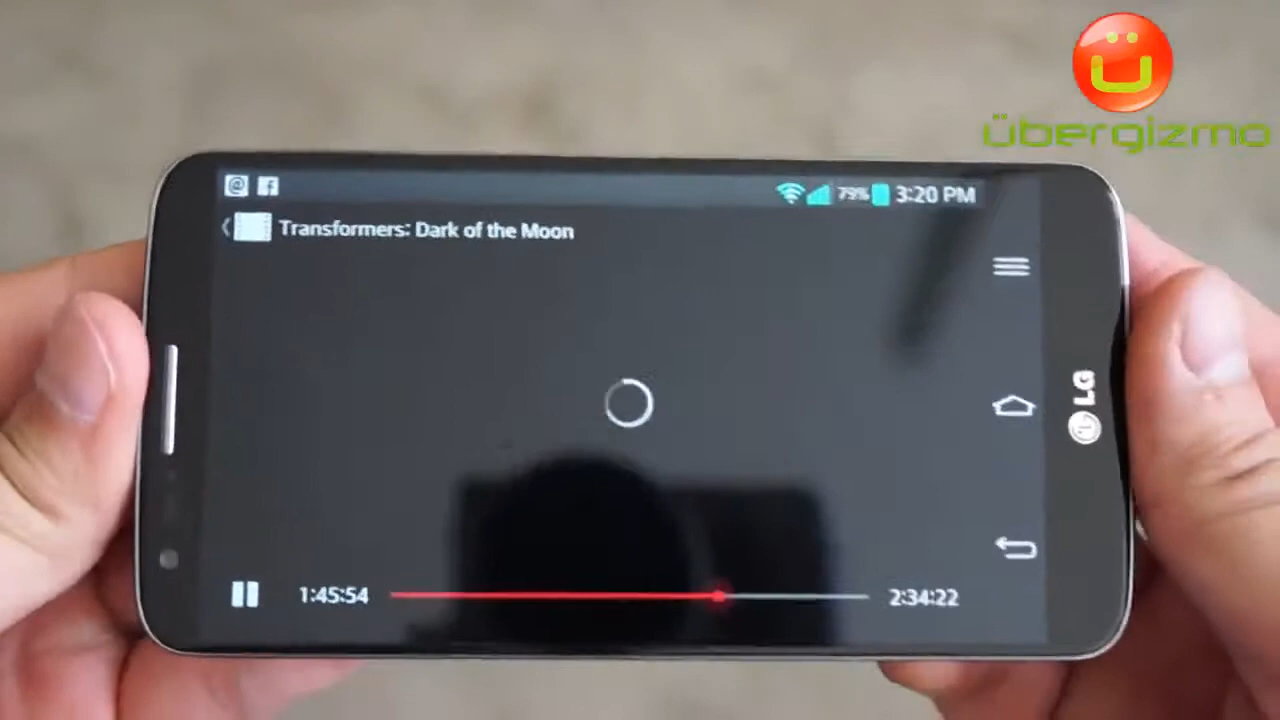 übergizmo
79% 3:20 PM
Transformers: Dark of the Moon
LG
1:45:54
2:34:22